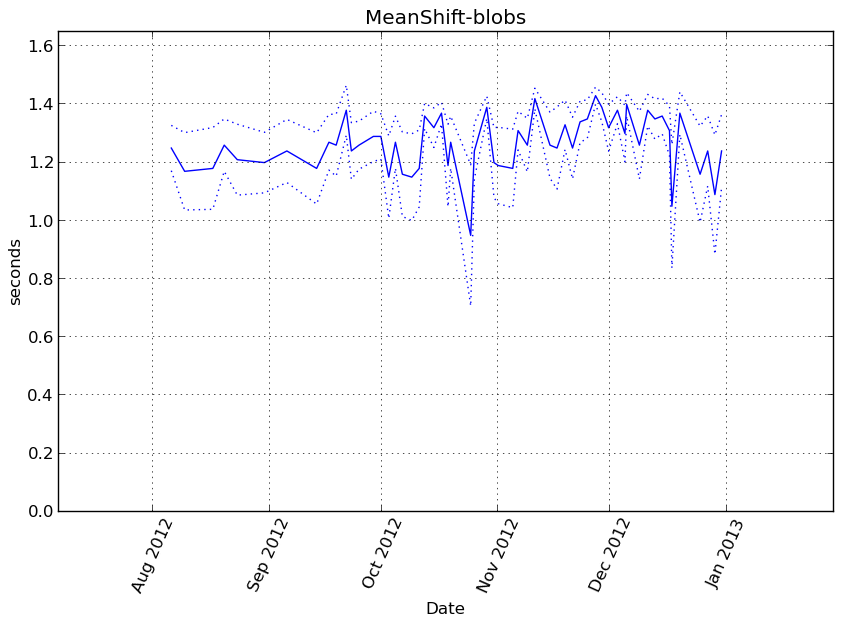 MeanShift-blobs
1.6
1.4
1.2
1.0
0.8
0.6
0.4
0.2
0.0
seconds
Aug 2012
Sep 2012
Oct 2012
Nov 2012
Dec 2012
Jan 2013
Date